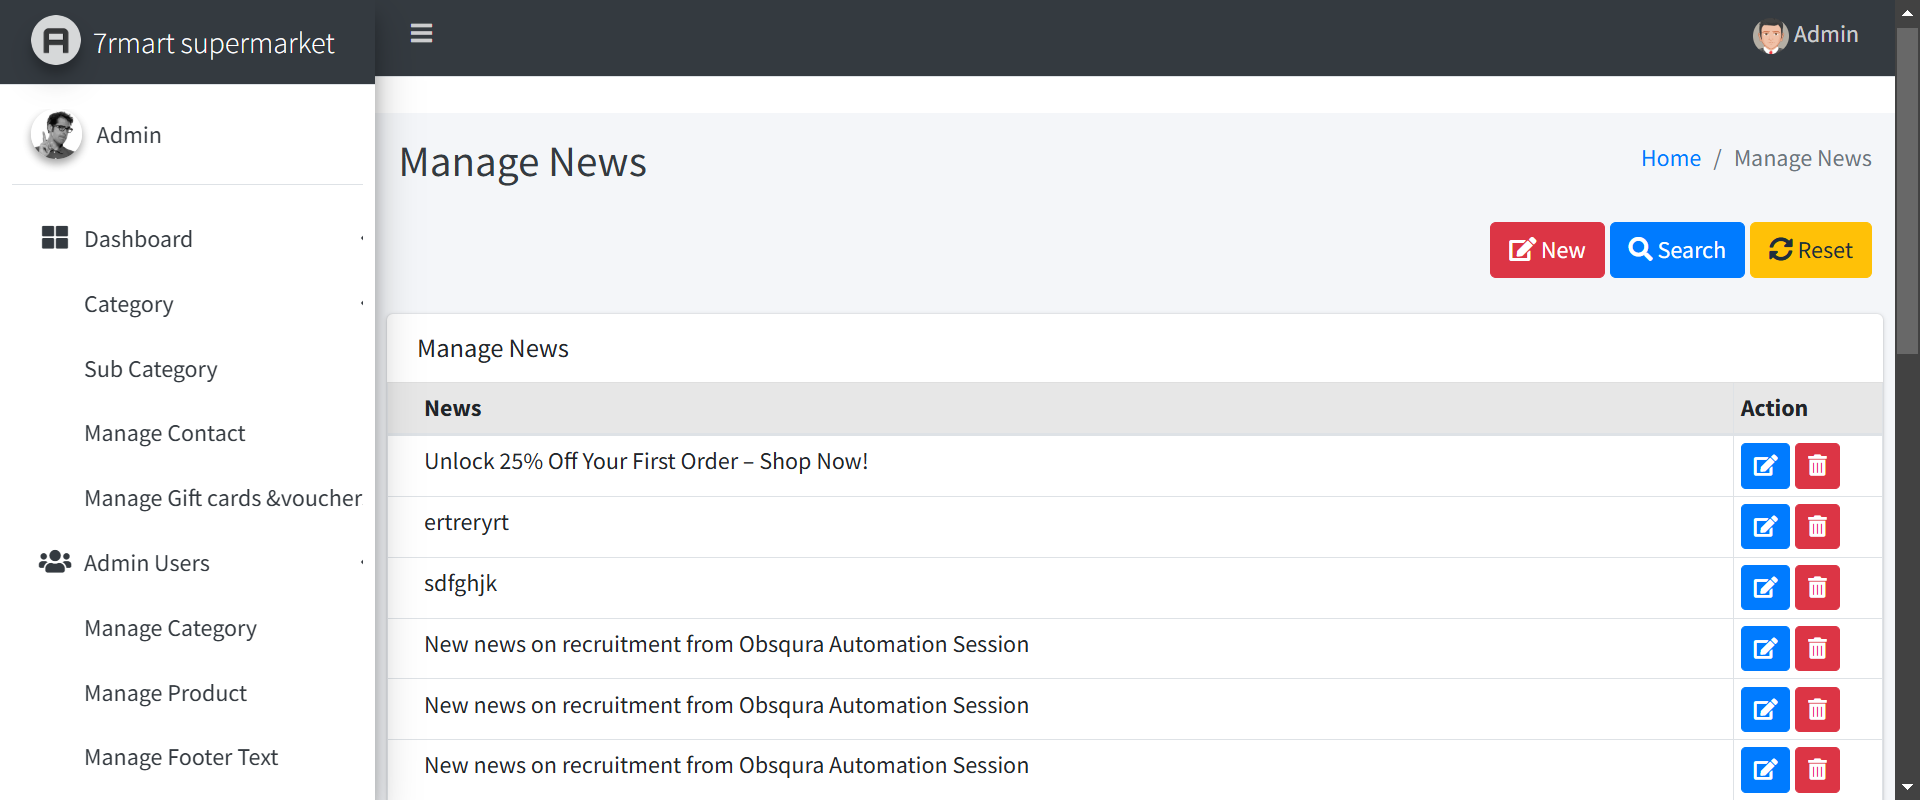 7rmart supermarket
Admin
Admin
Dashboard
Category
Sub Category
Manage Contact
Manage Gift cards &voucher
Admin Users
Manage Category
Manage Product
Manage Footer Text
Manage News
Home / Manage News
New Search Reset
Manage News
News Action
Unlock 25% Off Your First Order – Shop Now!
ertreryrt
sdfghjk
New news on recruitment from Obsqura Automation Session
New news on recruitment from Obsqura Automation Session
New news on recruitment from Obsqura Automation Session